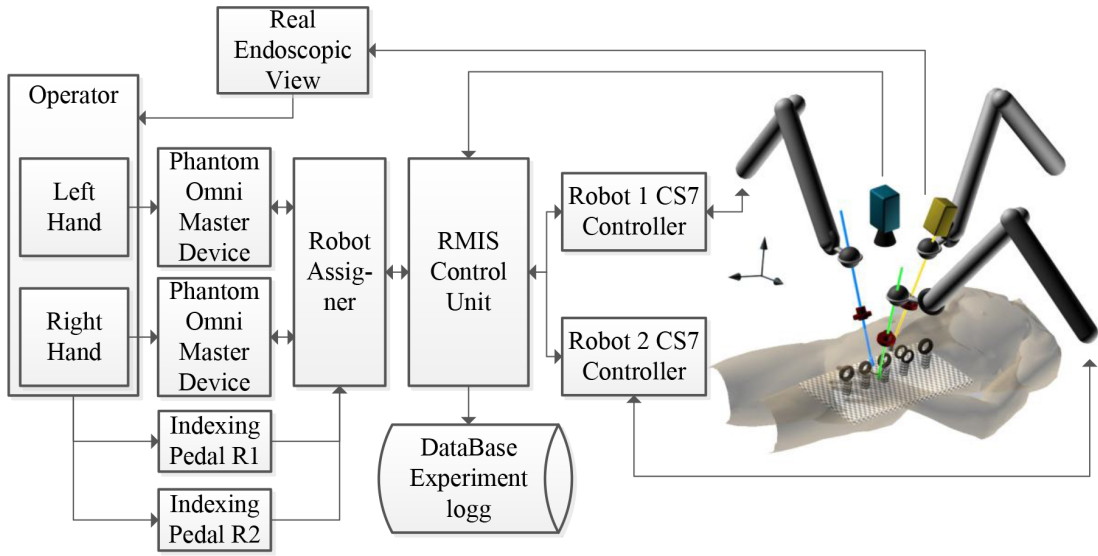 Real
Endoscopic
View
Operator
Left
Hand
Phantom
Omni
Master
Device
Right
Hand
Phantom
Omni
Master
Device
Robot
Assig-
ner
RMIS
Control
Unit
Robot 1 CS7
Controller
Robot 2 CS7
Controller
Indexing
Pedal R1
Indexing
Pedal R2
DataBase
Experiment
logg